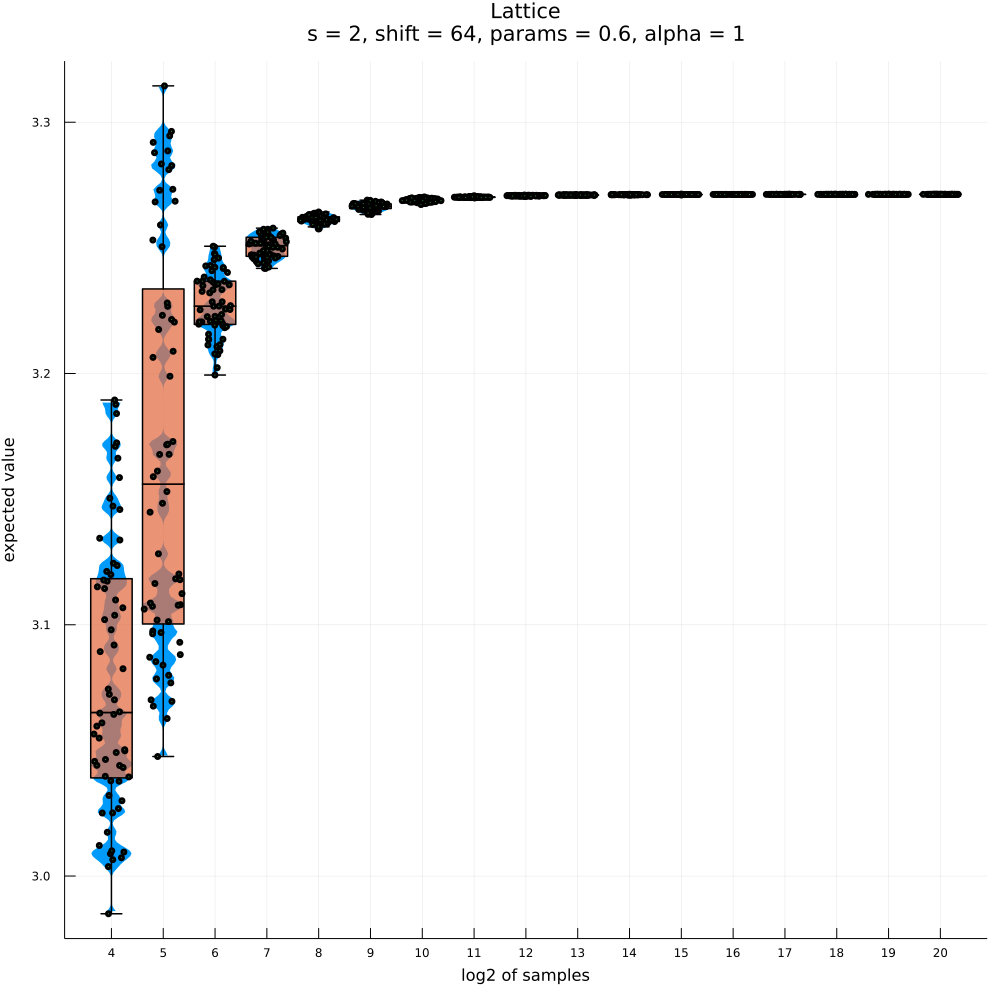 Lattice
s = 2, shift = 64, params = 0.6, alpha = 1
3.3
3.2
3.1
3.0
expected value
4 5 6 7 8 9 10 11 12 13 14 15 16 17 18 19 20
log2 of samples